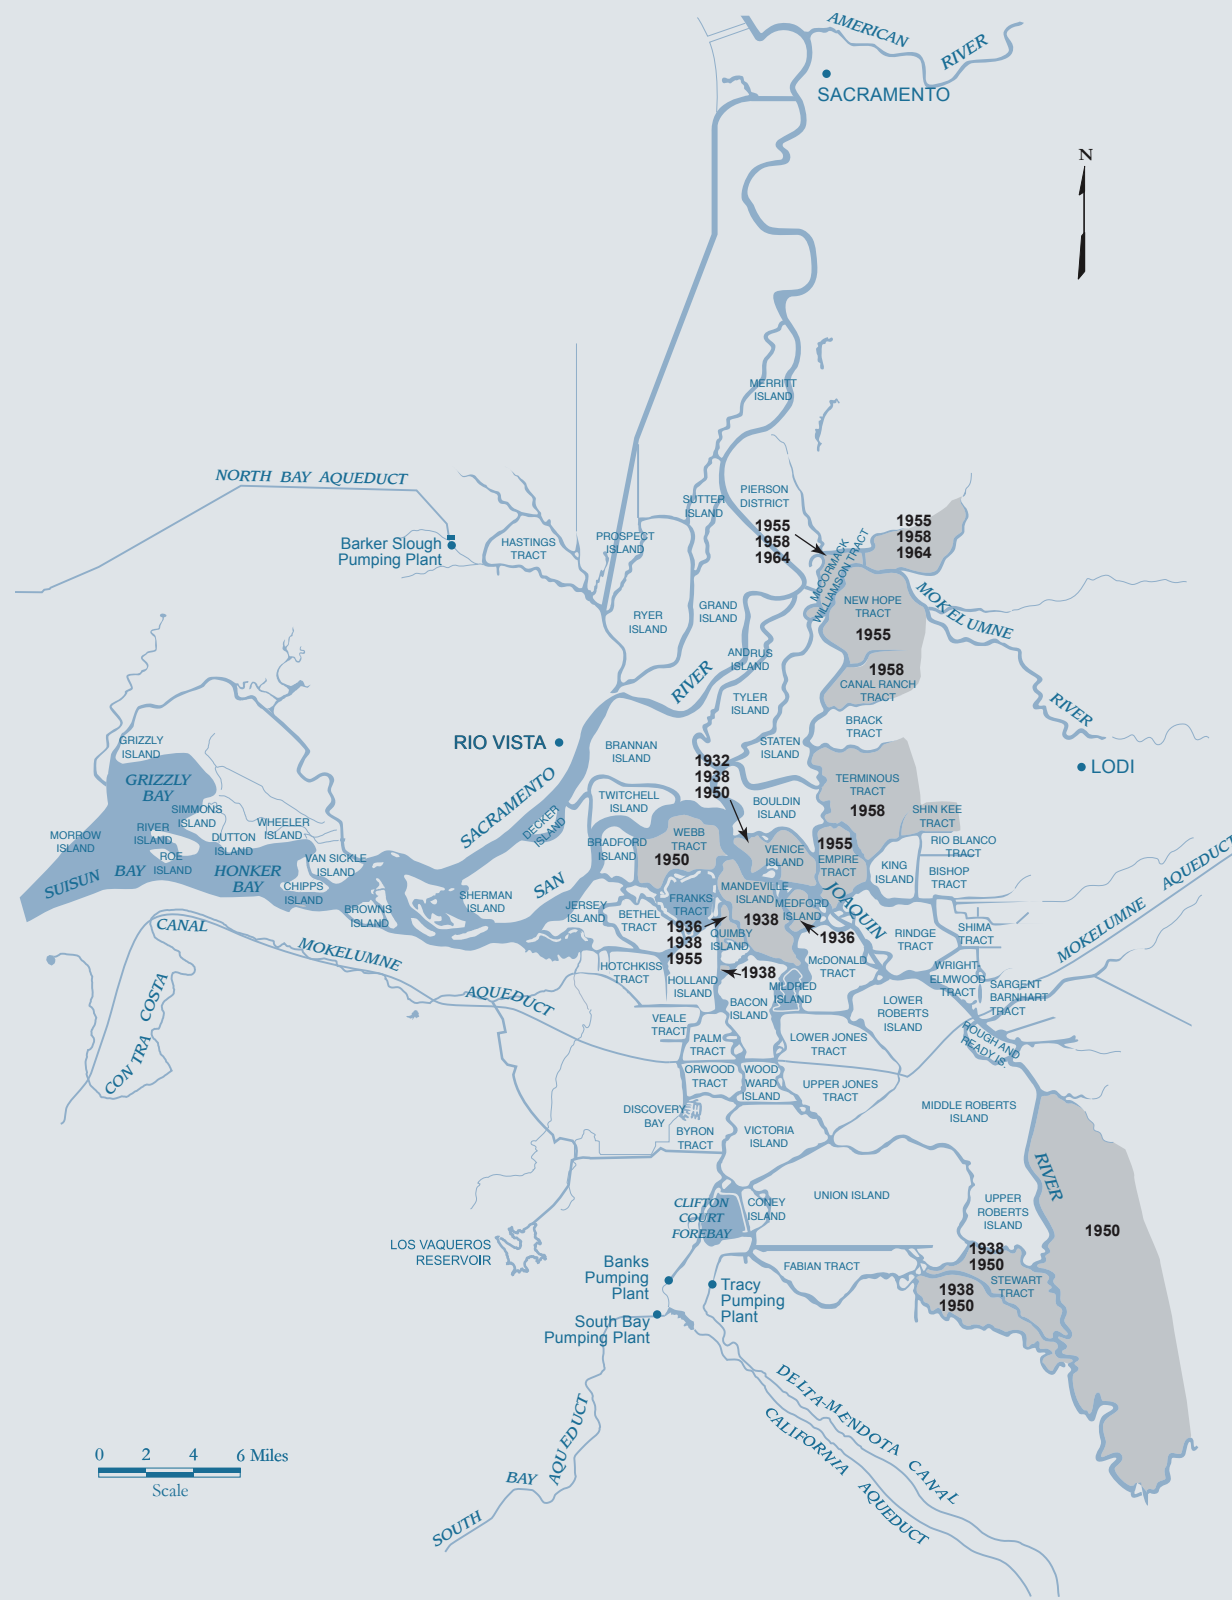 AMERICAN
RIVER
SACRAMENTO
N
MERRITT
ISLAND
NORTH BAY AQUEDUCT
Barker Slough
Pumping Plant
HASTINGS
TRACT
PROSPECT
ISLAND
SUTTER
ISLAND
PIERSON
DISTRICT
1955
1958
1964
1955
1958
1964
McCORMACK
WILLIAMSON TRACT
RYER
ISLAND
GRAND
ISLAND
NEW HOPE
TRACT
1955
MOKELUMNE
RIVER
ANDRUS
ISLAND
RIVER
TYLER
ISLAND
1958
CANAL RANCH
TRACT
BRACK
TRACT
RIO VISTA
BRANNAN
ISLAND
STATEN
ISLAND
LODI
GRIZZLY
ISLAND
GRIZZLY
BAY
1932
1938
1950
TERMINOUS
TRACT
1958
SHIN KEE
TRACT
SACRAMENTO
DECKER
ISLAND
TWITCHELL
ISLAND
BOULDIN
ISLAND
SIMMONS
ISLAND
WHEELER
ISLAND
MORROW
ISLAND
RIVER
ISLAND
DUTTON
ISLAND
ROE
ISLAND
SUISUN BAY
HONKER
BAY
VAN SICKLE
ISLAND
CHIPPS
ISLAND
BROWNS
ISLAND
SHERMAN
ISLAND
BRADFORD
ISLAND
WEBB
TRACT
1950
VENICE
ISLAND
1955
EMPIRE
TRACT
RIO BLANCO
TRACT
KING
ISLAND
BISHOP
TRACT
SAN
JOAQUIN
MANDEVILLE
ISLAND
1938
MEDFORD
ISLAND
1936
FRANKS
TRACT
1936
1938
1955
JERSEY
ISLAND
BETHEL
TRACT
QUIMBY
ISLAND
RINDGE
TRACT
SHIMA
TRACT
MOKELUMNE
AQUEDUCT
CANAL
MOKELUMNE
AQUEDUCT
CONTRA COSTA
HOTCHKISS
TRACT
HOLLAND
ISLAND
1938
McDONALD
TRACT
MILDRED
ISLAND
WRIGHT-
ELMWOOD
TRACT
SARGENT
BARNHART
TRACT
BACON
ISLAND
LOWER
ROBERTS
ISLAND
VEALE
TRACT
PALM
TRACT
LOWER JONES
TRACT
ROUGH AND
READY IS.
ORWOOD
TRACT
WOOD
WARD
ISLAND
UPPER JONES
TRACT
MIDDLE ROBERTS
ISLAND
DISCOVERY
BAY
BYRON
TRACT
VICTORIA
ISLAND
RIVER
CLIFTON
COURT
FOREBAY
CONEY
ISLAND
UNION ISLAND
UPPER
ROBERTS
ISLAND
1950
LOS VAQUEROS
RESERVOIR
1938
1950
STEWART
TRACT
1938
1950
FABIAN TRACT
Banks
Pumping
Plant
Tracy
Pumping
Plant
South Bay
Pumping Plant
DELTA-MENDOTA CANAL
CALIFORNIA AQUEDUCT
SOUTH BAY AQUEDUCT
0 2 4 6 Miles
Scale